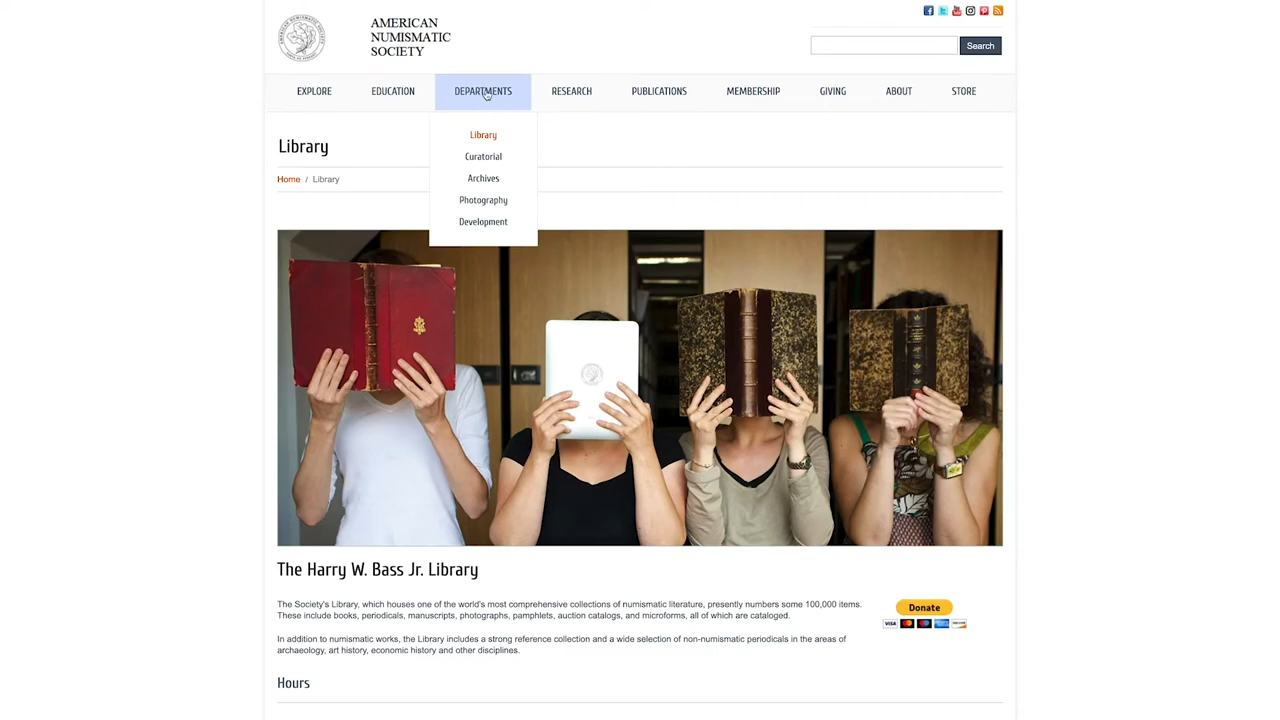 AMERICAN
NUMISMATIC
SOCIETY
Search
EXPLORE EDUCATION DEPARTMENTS RESEARCH PUBLICATIONS MEMBERSHIP GIVING ABOUT STORE
Library
Curatorial
Archives
Photography
Development
Library
Home / Library
The Harry W. Bass Jr. Library
The Society's Library, which houses one of the world's most comprehensive collections of numismatic literature, presently numbers some 100,000 items.
These include books, periodicals, manuscripts, photographs, pamphlets, auction catalogs, and microforms, all of which are cataloged.
Donate
VISA
In addition to numismatic works, the Library includes a strong reference collection and a wide selection of non-numismatic periodicals in the areas of
archaeology, art history, economic history and other disciplines.
Hours